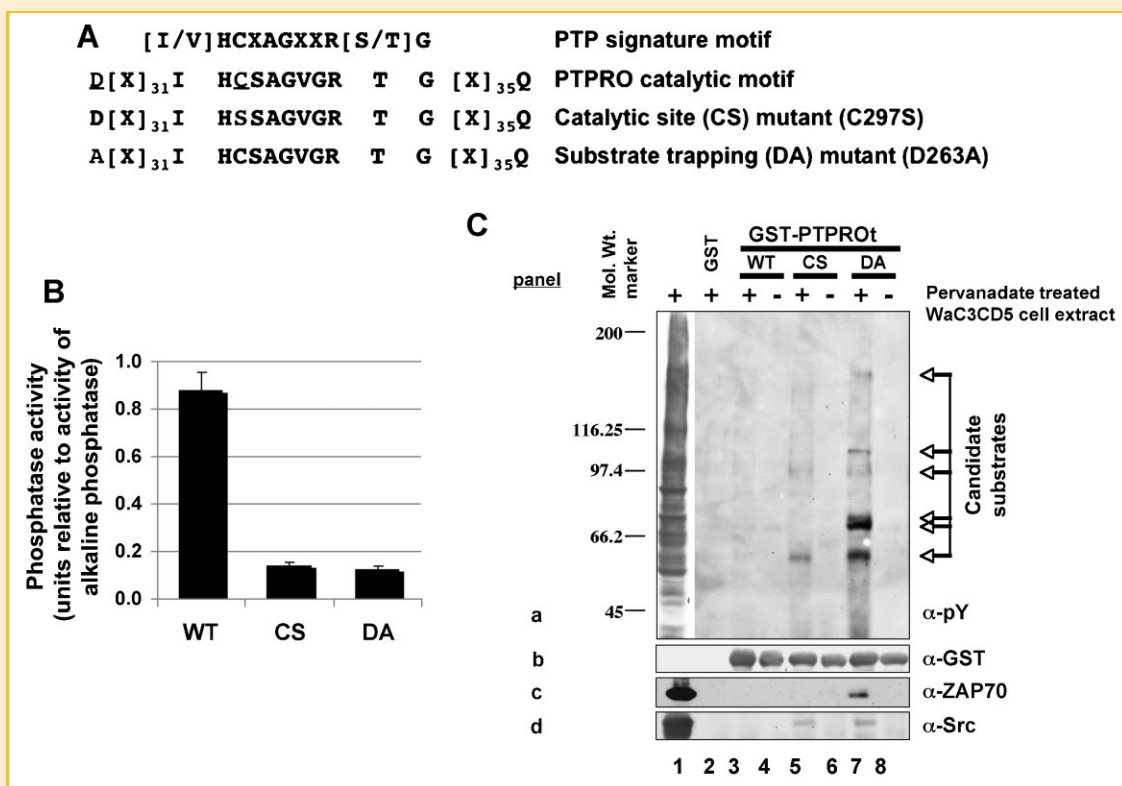 A
[I/V]HCXAGXXR[S/T]G PTP signature motif
D[X]31I HCSAGVGR T G [X]35Q PTPRO catalytic motif
D[X]31I HSSAGVGR T G [X]35Q Catalytic site (CS) mutant (C297S)
A[X]31I HCSAGVGR T G [X]35Q Substrate trapping (DA) mutant (D263A)
B
Phosphatase activity
(units relative to activity of
alkaline phosphatase)
1.0
0.8
0.6
0.4
0.2
0.0
WT CS DA
C
panel
Mol. Wt.
marker
GST
GST-PTPROt
WT CS DA
+ + + - + - + -
Pervanadate treated
WaC3CD5 cell extract
200
116.25
97.4
66.2
45
Candidate
substrates
a α-pY
b α-GST
c α-ZAP70
d α-Src
1 2 3 4 5 6 7 8